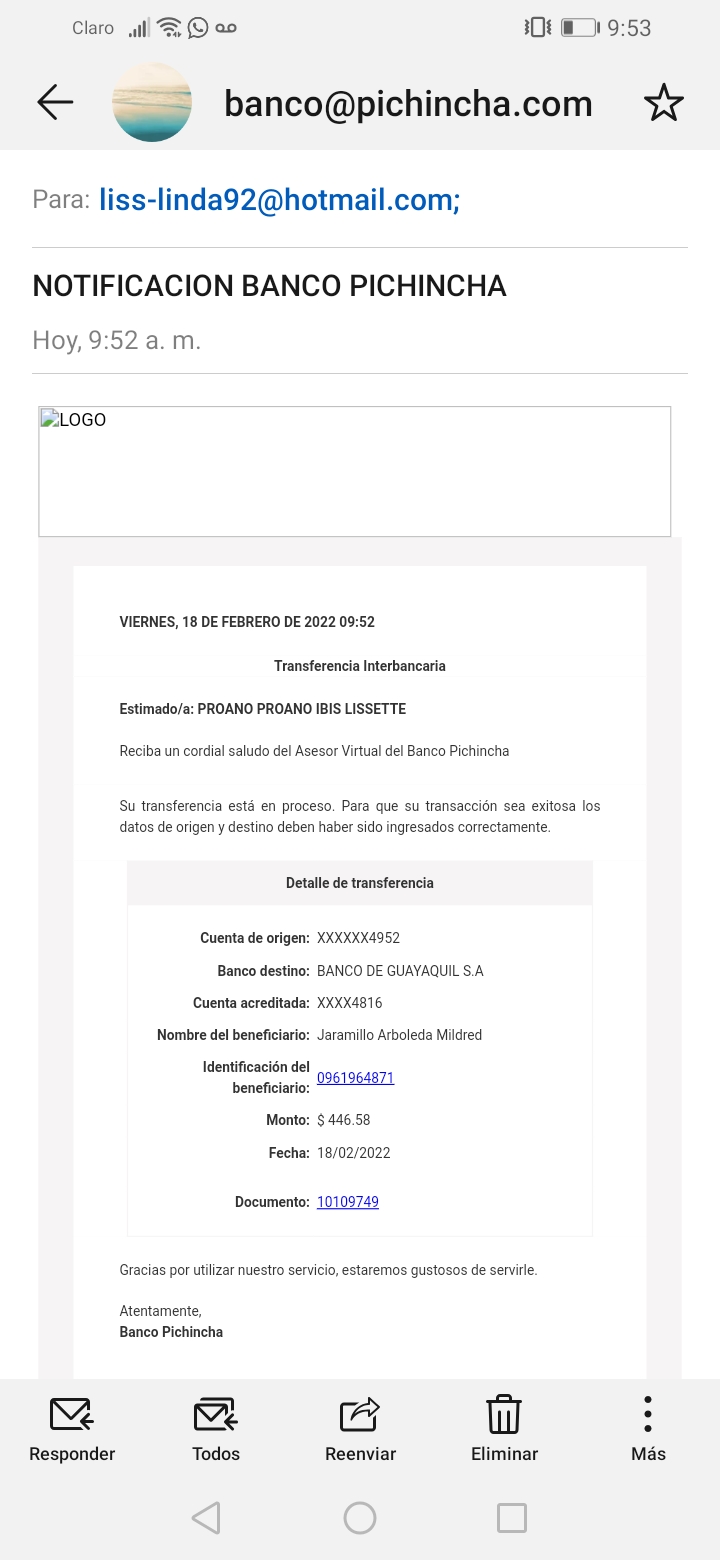 Claro 9:53
banco@pichincha.com
Para: liss-linda92@hotmail.com;
NOTIFICACION BANCO PICHINCHA
Hoy, 9:52 a. m.
LOGO
VIERNES, 18 DE FEBRERO DE 2022 09:52
Transferencia Interbancaria
Estimado/a: PROANO PROANO IBIS LISSETTE
Reciba un cordial saludo del Asesor Virtual del Banco Pichincha
Su transferencia está en proceso. Para que su transacción sea exitosa los
datos de origen y destino deben haber sido ingresados correctamente.
Detalle de transferencia
Cuenta de origen: XXXXXX4952
Banco destino: BANCO DE GUAYAQUIL S.A
Cuenta acreditada: XXXX4816
Nombre del beneficiario: Jaramillo Arboleda Mildred
Identificación del
beneficiario: 0961964871
Monto: $ 446.58
Fecha: 18/02/2022
Documento: 10109749
Gracias por utilizar nuestro servicio, estaremos gustosos de servirle.
Atentamente,
Banco Pichincha
Responder Todos Reenviar Eliminar Más